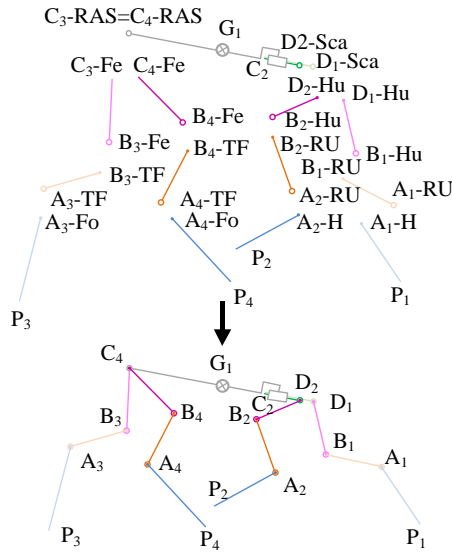 C3-RAS=C4-RAS
G1
D2-Sca
C2
D1-Sca
C3-Fe C4-Fe
D2-Hu
D1-Hu
B4-Fe
B2-Hu
B3-Fe
B4-TF
B2-RU
B1-Hu
B3-TF
B1-RU
A3-TF
A4-TF
A2-RU
A1-RU
A3-Fo
A4-Fo
A2-H
A1-H
P2
P4
P1
P3
C4
G1
D2
C2
D1
B3
B4
B2
B1
A3
A4
A2
A1
P2
P3
P4
P1